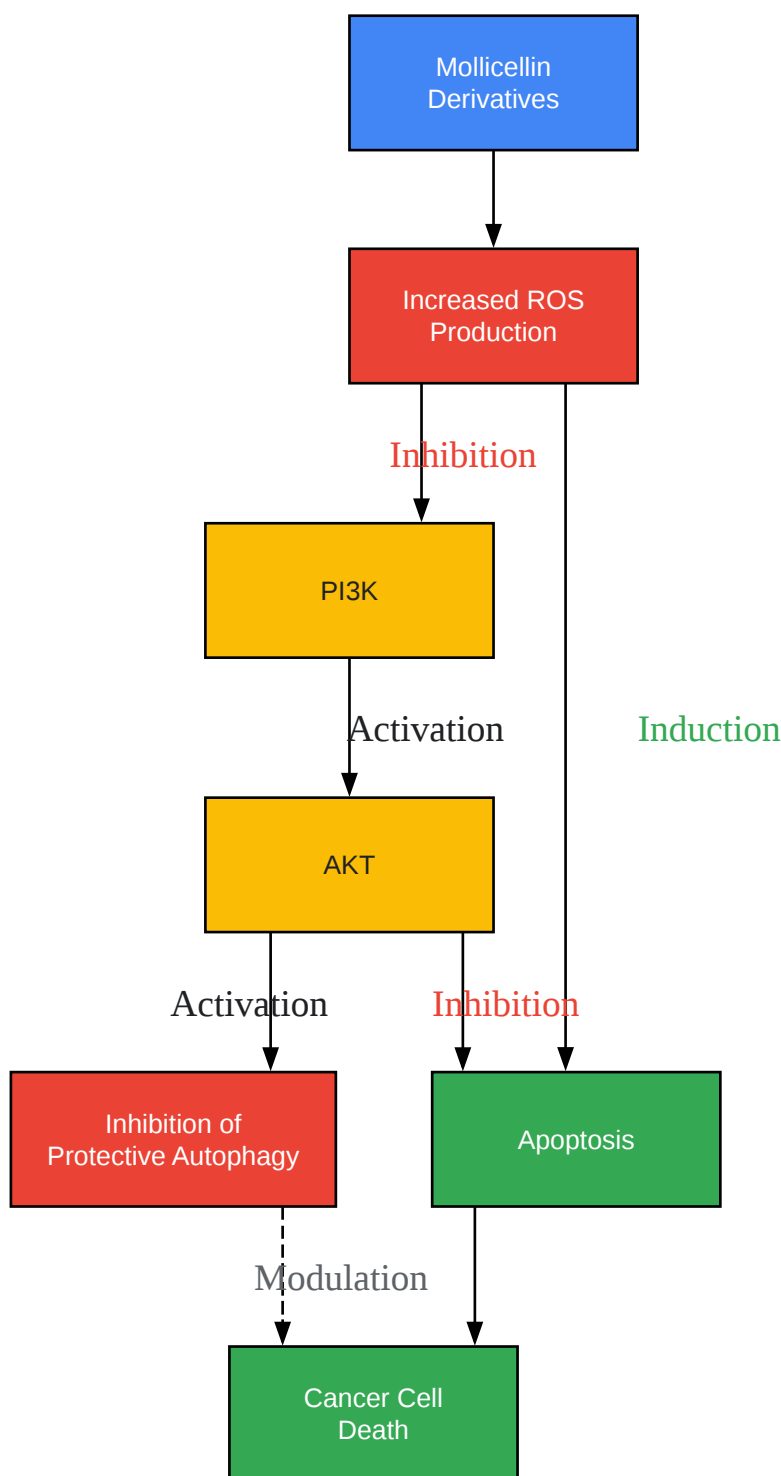 Mollicellin
Derivatives
Increased ROS
Production
Inhibition
PI3K
Activation
Induction
AKT
Activation
Inhibition
Inhibition of
Protective Autophagy
Apoptosis
Modulation
Cancer Cell
Death